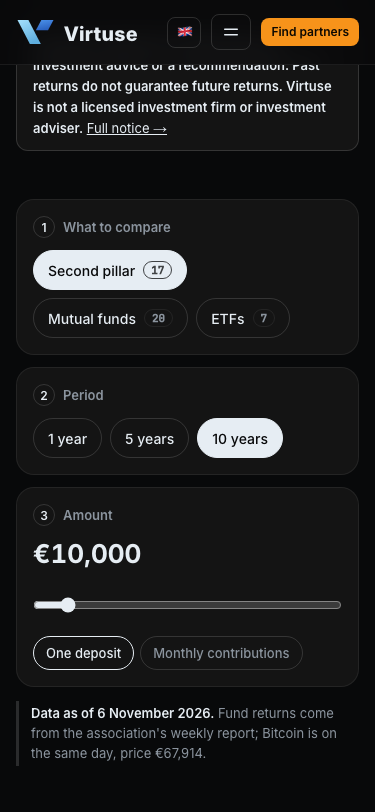 Virtuse
Find partners
investment advice or a recommendation. Past
returns do not guarantee future returns. Virtuse
is not a licensed investment firm or investment
adviser. Full notice →
1 What to compare
Second pillar 17
Mutual funds 20 ETFs 7
2 Period
1 year 5 years 10 years
3 Amount
€10,000
One deposit Monthly contributions
Data as of 6 November 2026. Fund returns come
from the association's weekly report; Bitcoin is on
the same day, price €67,914.